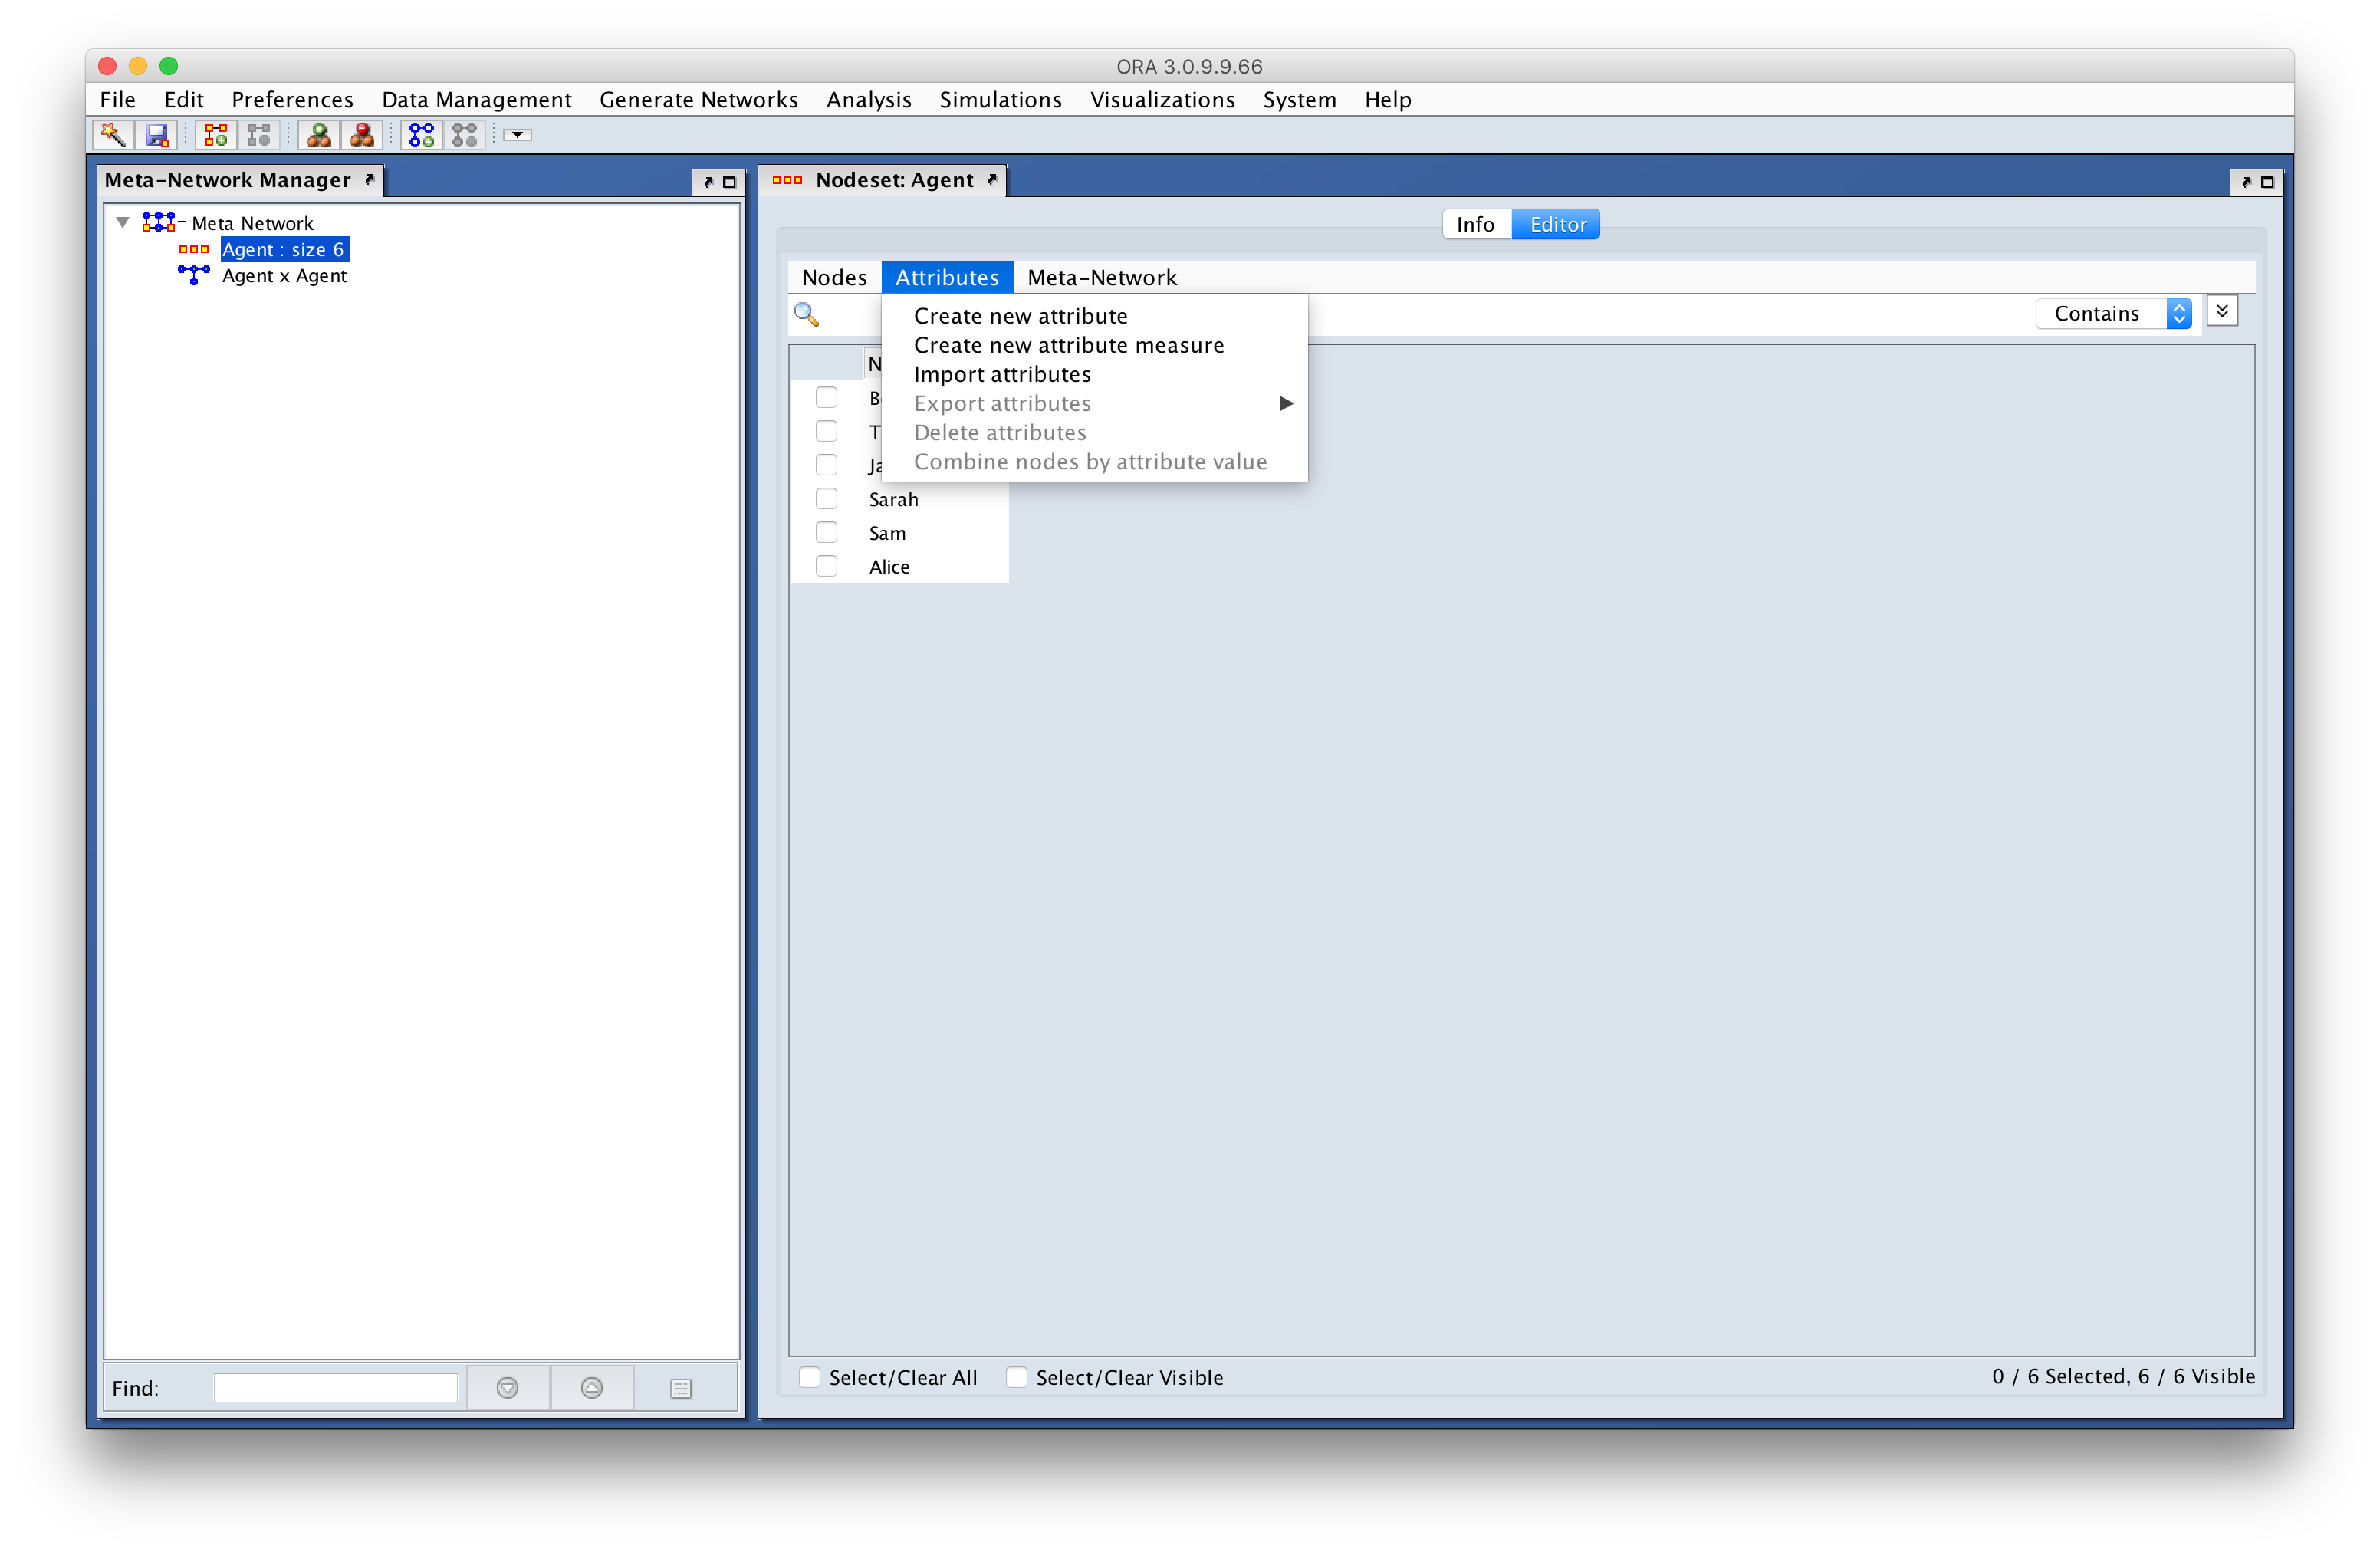 ORA 3.0.9.9.66
File Edit Preferences Data Management Generate Networks Analysis Simulations Visualizations System Help
Meta-Network Manager
Meta Network
Agent : size 6
Agent x Agent
Find:
Nodeset: Agent
Info Editor
Nodes Attributes Meta-Network
Contains
Create new attribute
Create new attribute measure
Import attributes
Export attributes
Delete attributes
Combine nodes by attribute value
Sarah
Sam
Alice
Select/Clear All Select/Clear Visible
0 / 6 Selected, 6 / 6 Visible